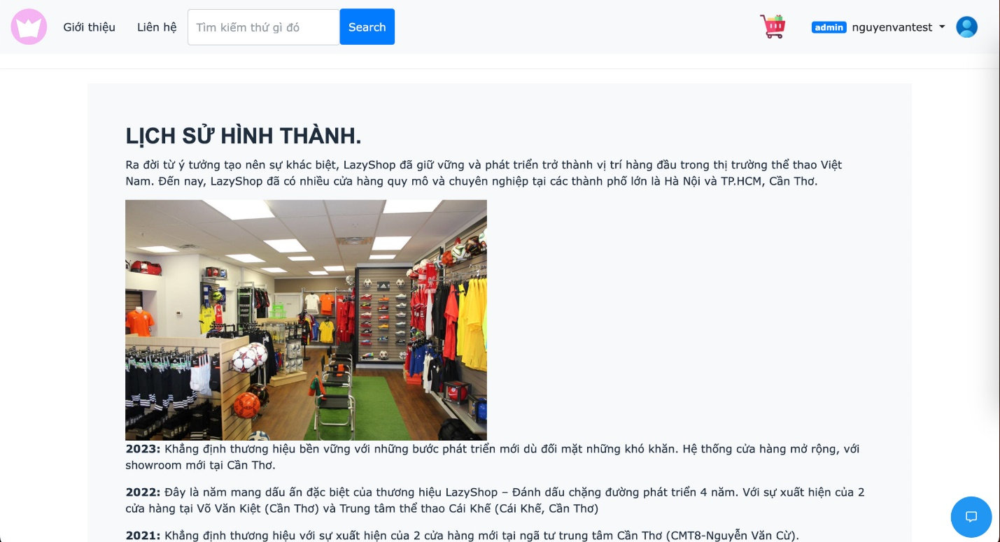 Giới thiệu
Liên hệ
Tìm kiếm thứ gì đó
Search
admin
nguyenvantest
LỊCH SỬ HÌNH THÀNH.
Ra đời từ ý tưởng tạo nên sự khác biệt, LazyShop đã giữ vững và phát triển trở thành vị trí hàng đầu trong thị trường thể thao Việt
Nam. Đến nay, LazyShop đã có nhiều cửa hàng quy mô và chuyên nghiệp tại các thành phố lớn là Hà Nội và TP.HCM, Cần Thơ.
2023: Khẳng định thương hiệu bền vững với những bước phát triển mới dù đối mặt những khó khăn. Hệ thống cửa hàng mở rộng, với
showroom mới tại Cần Thơ.
2022: Đây là năm mang dấu ấn đặc biệt của thương hiệu LazyShop – Đánh dấu chặng đường phát triển 4 năm. Với sự xuất hiện của 2
cửa hàng tại Võ Văn Kiệt (Cần Thơ) và Trung tâm thể thao Cái Khế (Cái Khế, Cần Thơ)
2021: Khẳng định thương hiệu với sự xuất hiện của 2 cửa hàng mới tại ngã tư trung tâm Cần Thơ (CMT8-Nguyễn Văn Cừ).